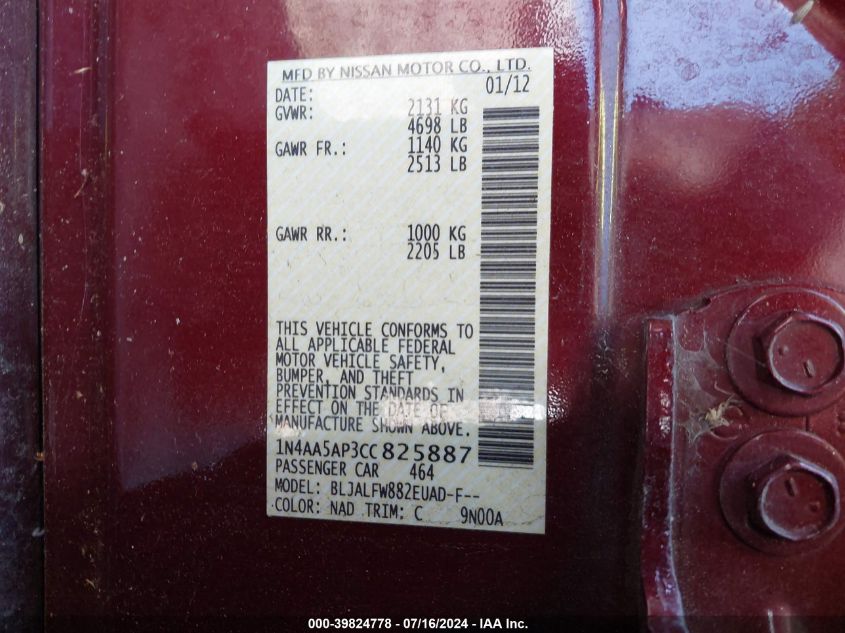 MFD BY NISSAN MOTOR CO., LTD.
DATE: 01/12
GVWR: 2131 KG
4698 LB
GAWR FR.: 1140 KG
2513 LB
GAWR RR.: 1000 KG
2205 LB
THIS VEHICLE CONFORMS TO
ALL APPLICABLE FEDERAL
MOTOR VEHICLE SAFETY,
BUMPER, AND THEFT
PREVENTION STANDARDS IN
EFFECT ON THE DATE OF
MANUFACTURE SHOWN ABOVE.
1N4AA5AP3CC825887
PASSENGER CAR 464
MODEL: BLJALFW882EUAD-F--
COLOR: NAD TRIM: C 9N00A
000-39824778 - 07/16/2024 - IAA Inc.